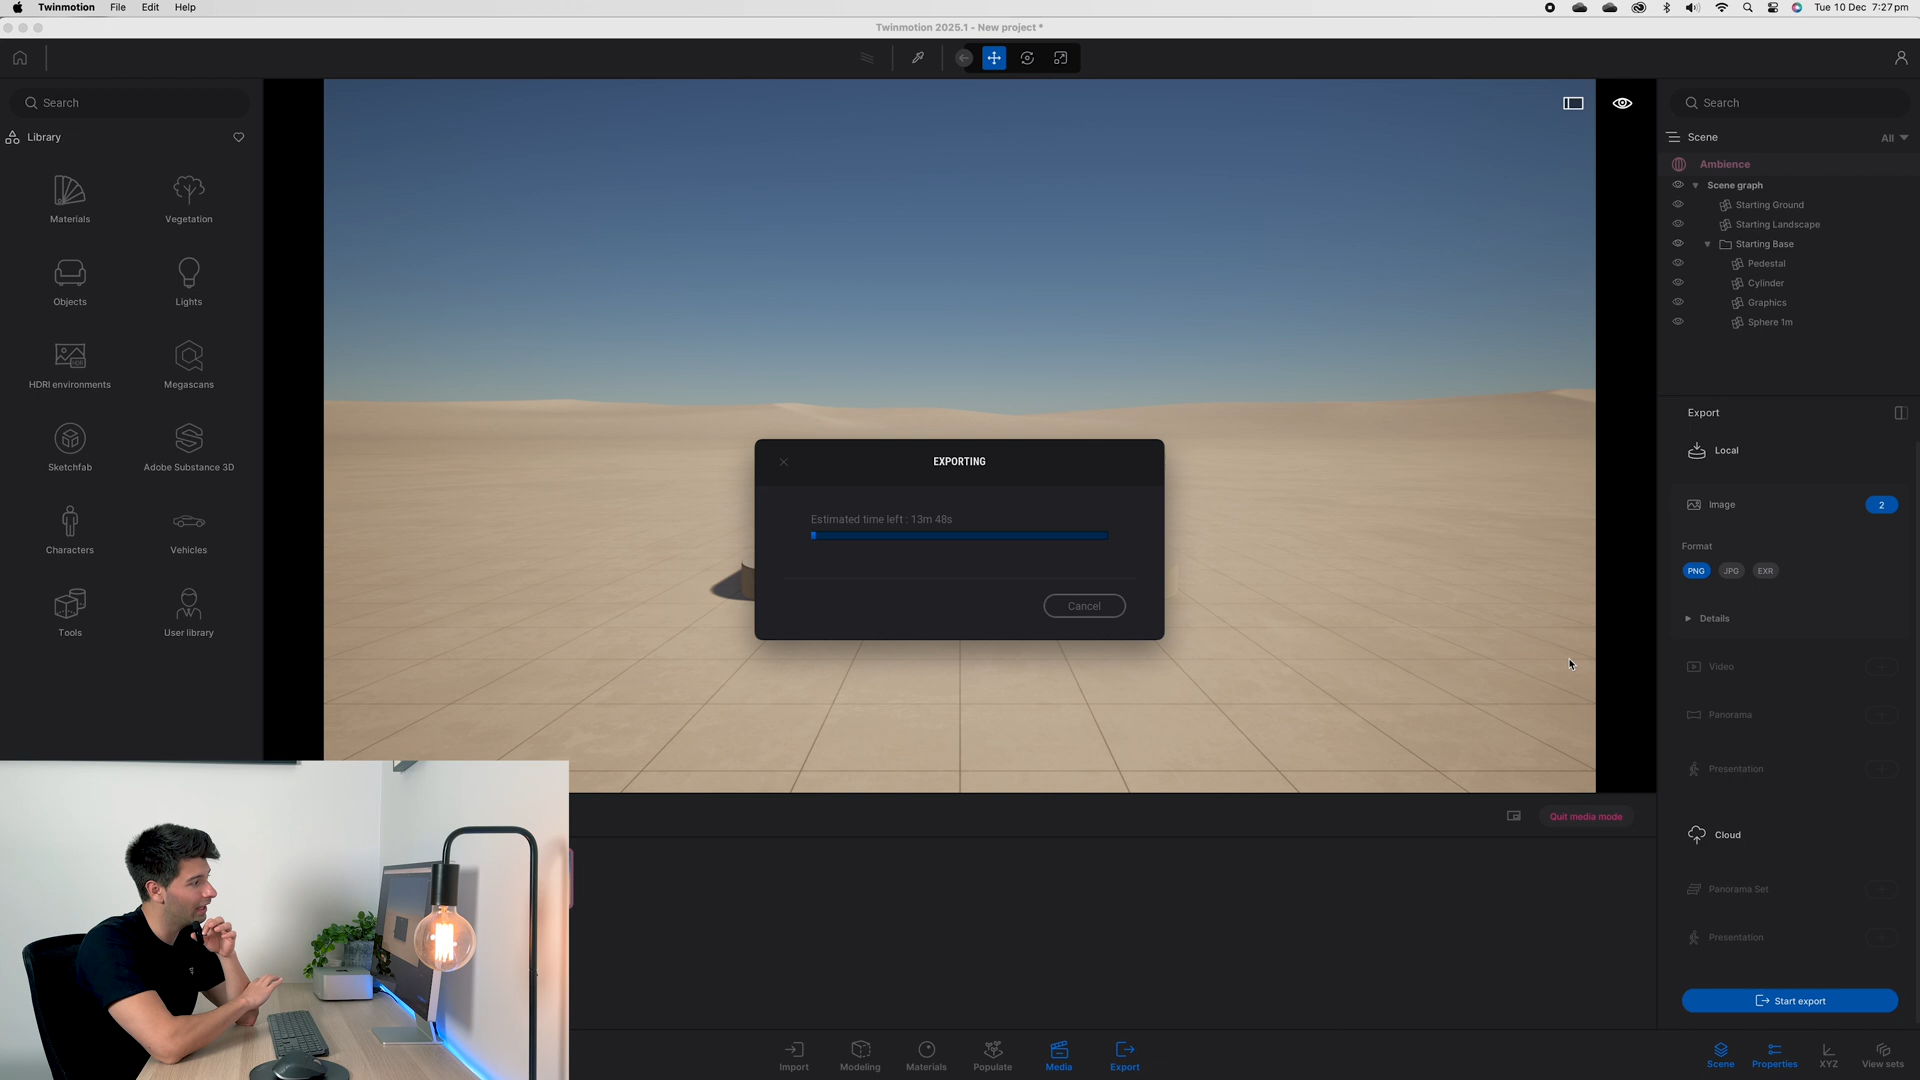 Twinmotion File Edit Help
Tue 10 Dec 7:27 pm
Twinmotion 2025.1 - New project *
Search
Library
Materials
Vegetation
Objects
Lights
HDRI environments
Megascans
Sketchfab
Adobe Substance 3D
Characters
Vehicles
Tools
User library
EXPORTING
Estimated time left : 13m 48s
Cancel
Quit media mode
Search
Scene
All
Ambience
Scene graph
Starting Ground
Starting Landscape
Starting Base
Pedestal
Cylinder
Graphics
Sphere 1m
Export
Local
Image
2
Format
PNG JPG EXR
Details
Video
Panorama
Presentation
Cloud
Panorama Set
Presentation
Start export
Import
Modeling
Materials
Populate
Media
Export
Scene
Properties
XYZ
View sets